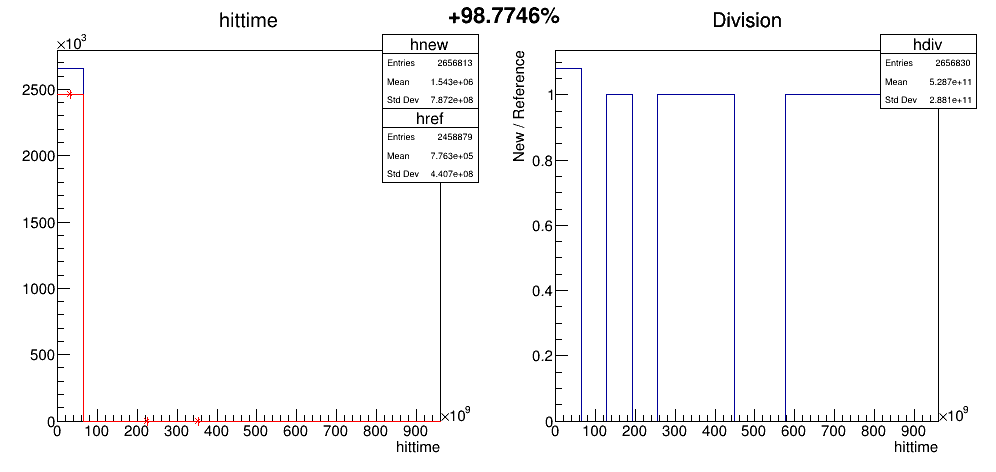 +98.7746%
hittime
×10³
2500
2000
1500
1000
500
0
0 100 200 300 400 500 600 700 800 900
×10⁹
hittime
hnew
Entries 2656813
Mean 1.543e+06
Std Dev 7.872e+08
href
Entries 2458879
Mean 7.763e+05
Std Dev 4.407e+08
Division
New / Reference
1
0.8
0.6
0.4
0.2
0
0 100 200 300 400 500 600 700 800 900
×10⁹
hittime
hdiv
Entries 2656830
Mean 5.287e+11
Std Dev 2.881e+11